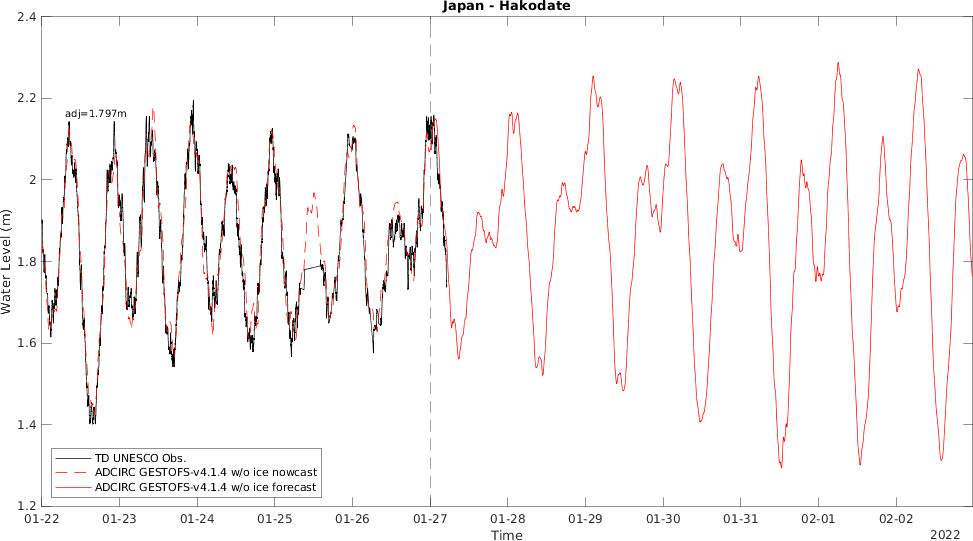 Japan - Hakodate
2.4
2.2
2
1.8
1.6
1.4
1.2
Water Level (m)
adj=1.797m
TD UNESCO Obs.
ADCIRC GESTOFS-v4.1.4 w/o ice nowcast
ADCIRC GESTOFS-v4.1.4 w/o ice forecast
01-22 01-23 01-24 01-25 01-26 01-27 01-28 01-29 01-30 01-31 02-01 02-02
Time
2022